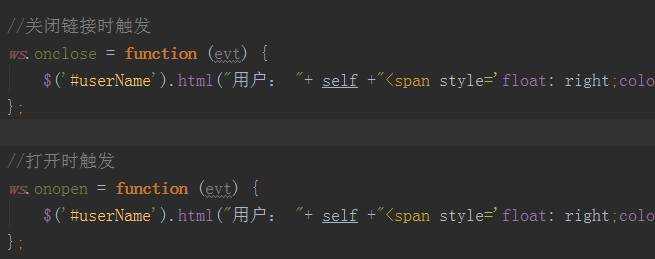 //关闭链接时触发
ws.onclose = function (evt) {
$('#userName').html("用户： "+ self +"<span style='float: right;colo
};
//打开时触发
ws.onopen = function (evt) {
$('#userName').html("用户： "+ self +"<span style='float: right;colo
};